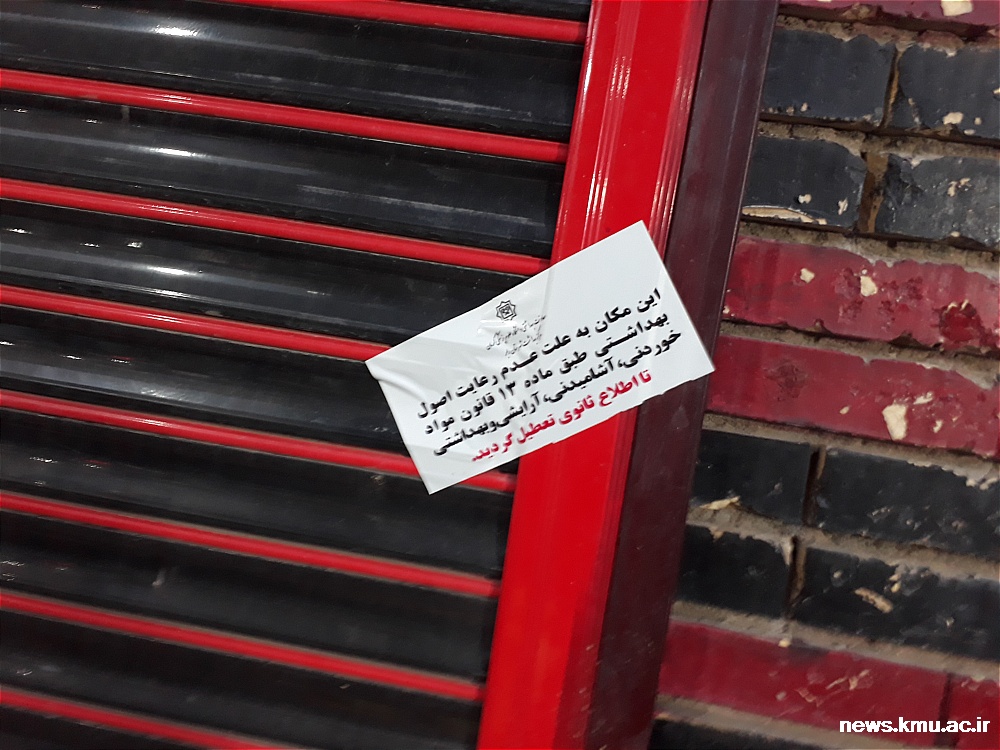 این مکان به علت عدم رعایت اصول
بهداشتی طبق ماده ۱۳ قانون مواد
خوردنی، آشامیدنی، آرایشی‌وبهداشتی
تا اطلاع ثانوی تعطیل گردید.
news.kmu.ac.ir